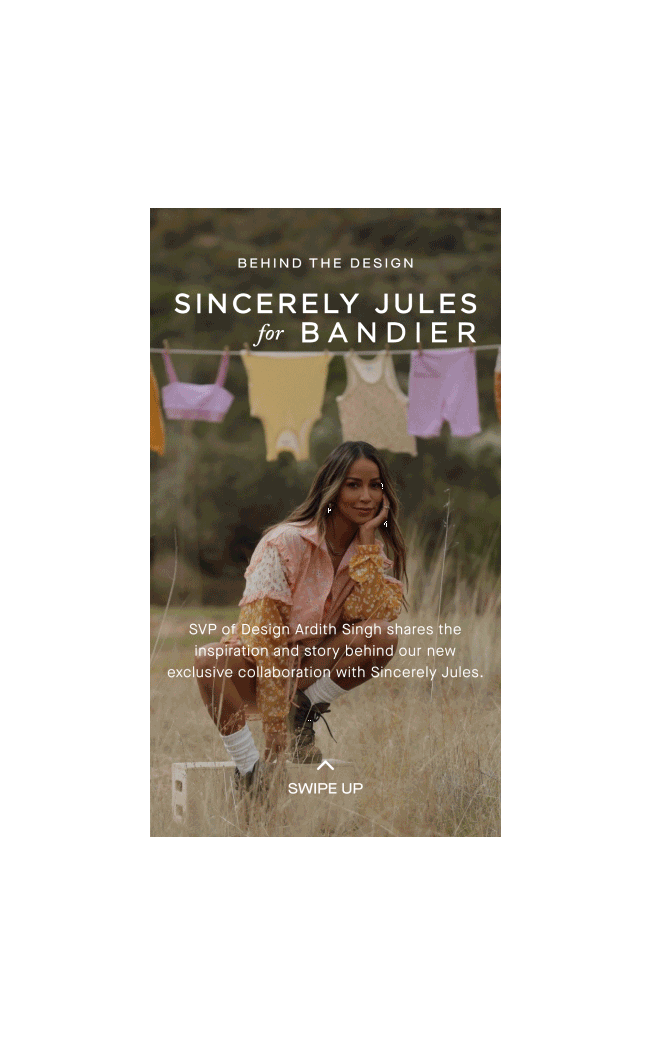 BEHIND THE DESIGN
SINCERELY JULES
for BANDIER
SVP of Design Ardith Singh shares the
inspiration and story behind our new
exclusive collaboration with Sincerely Jules.
SWIPE UP